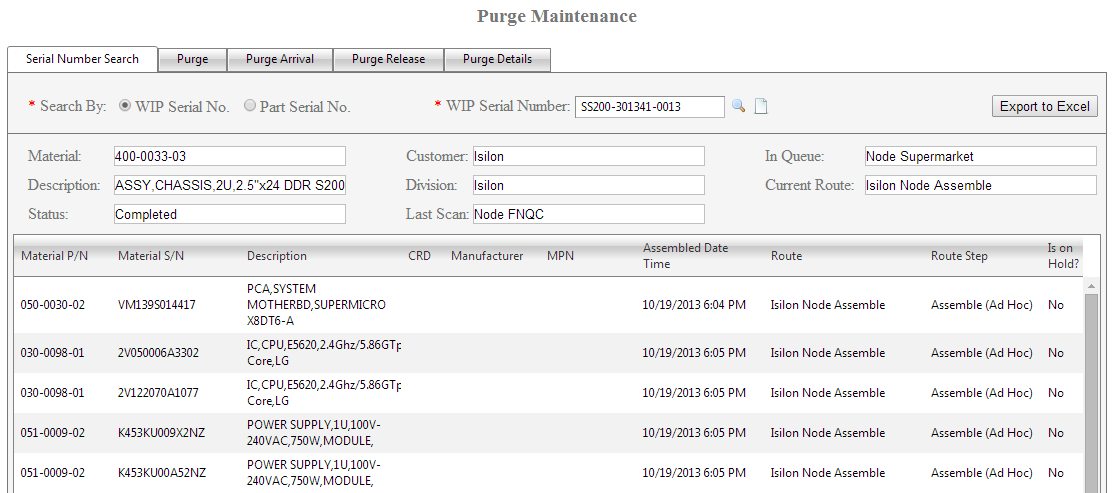 Purge Maintenance
Serial Number Search Purge Purge Arrival Purge Release Purge Details
* Search By: WIP Serial No. Part Serial No. * WIP Serial Number: SS200-301341-0013 Export to Excel
Material: 400-0033-03 Customer: Isilon In Queue: Node Supermarket
Description: ASSY,CHASSIS,2U,2.5"x24 DDR S200 Division: Isilon Current Route: Isilon Node Assemble
Status: Completed Last Scan: Node FNQC
Material P/N Material S/N Description CRD Manufacturer MPN Assembled Date Time Route Route Step Is on Hold?
050-0030-02 VM139S014417 PCA,SYSTEM MOTHERBD,SUPERMICRO X8DT6-A 10/19/2013 6:04 PM Isilon Node Assemble Assemble (Ad Hoc) No
030-0098-01 2V050006A3302 IC,CPU,E5620,2.4Ghz/5.86GTp Core,LG 10/19/2013 6:05 PM Isilon Node Assemble Assemble (Ad Hoc) No
030-0098-01 2V122070A1077 IC,CPU,E5620,2.4Ghz/5.86GTp Core,LG 10/19/2013 6:05 PM Isilon Node Assemble Assemble (Ad Hoc) No
051-0009-02 K453KU009X2NZ POWER SUPPLY,1U,100V-240VAC,750W,MODULE, 10/19/2013 6:05 PM Isilon Node Assemble Assemble (Ad Hoc) No
051-0009-02 K453KU00A52NZ POWER SUPPLY,1U,100V-240VAC,750W,MODULE, 10/19/2013 6:05 PM Isilon Node Assemble Assemble (Ad Hoc) No